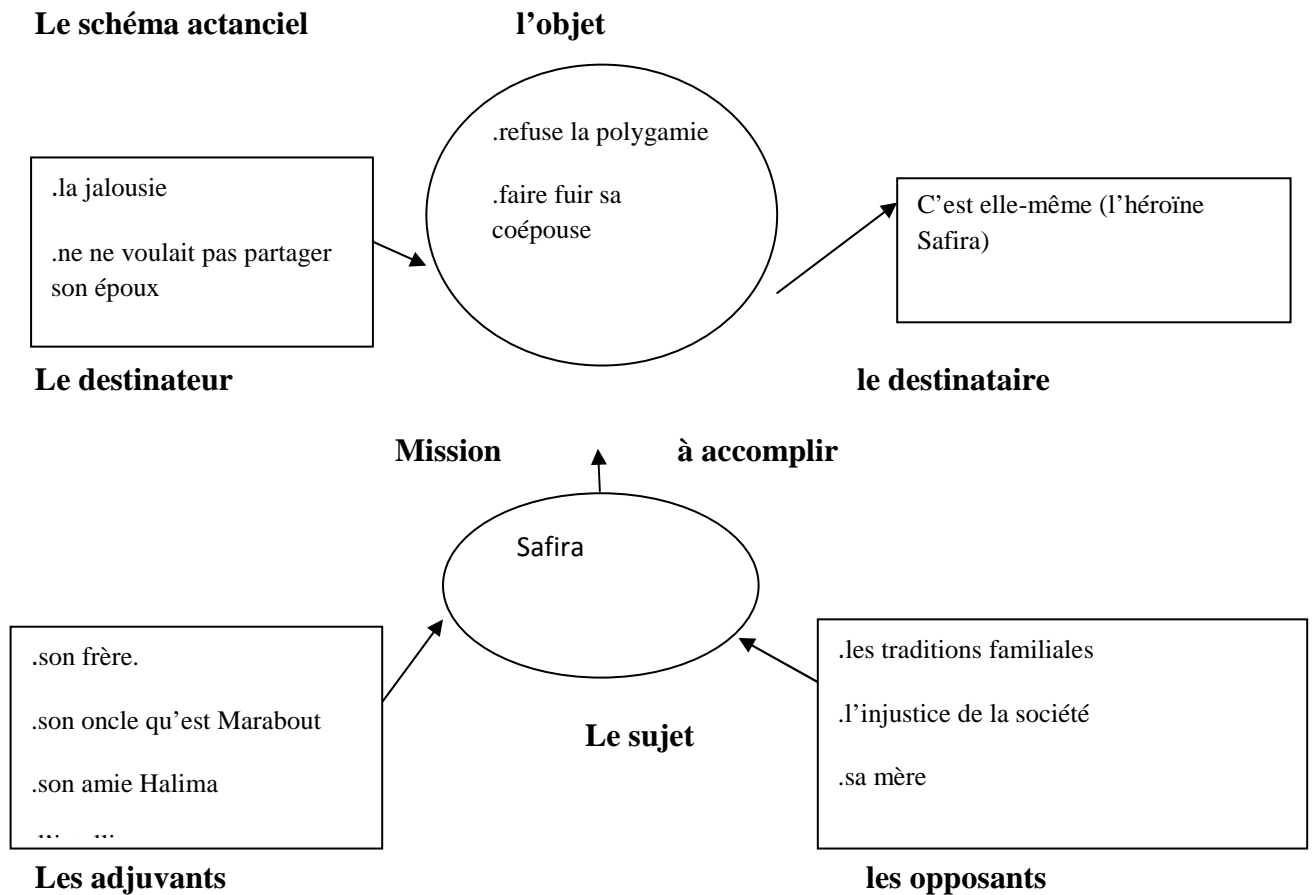 Le schéma actanciel l’objet
.refuse la polygamie
.faire fuir sa
coépouse
.la jalousie
.ne ne voulait pas partager
son époux
C’est elle-même (l’héroïne
Safira)
Le destinateur le destinataire
Mission à accomplir
Safira
.son frère.
.son oncle qu’est Marabout
.son amie Halima
.les traditions familiales
.l’injustice de la société
.sa mère
Le sujet
Les adjuvants les opposants